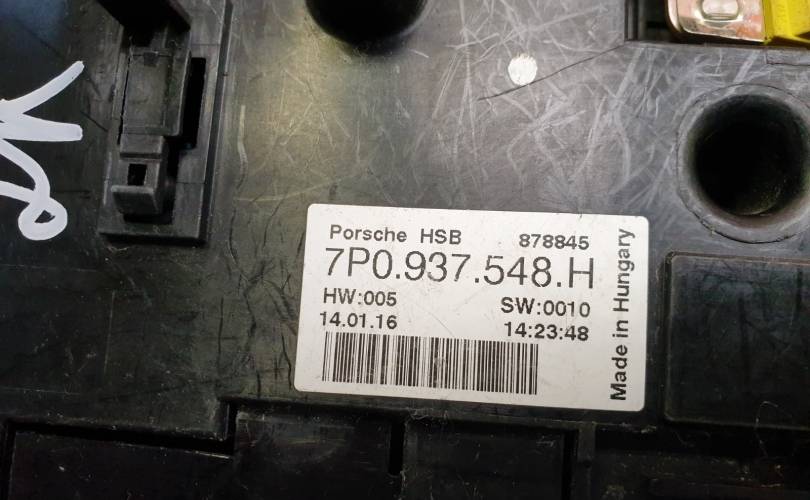 Porsche HSB 878845
7P0.937.548.H
HW:005 SW:0010
14.01.16 14:23:48
Made in Hungary